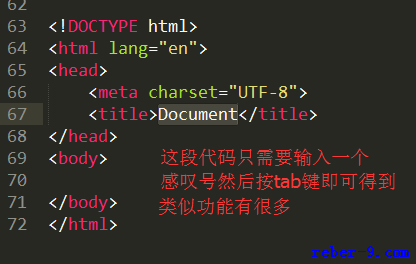 62
63 <!DOCTYPE html>
64 <html lang="en">
65 <head>
66     <meta charset="UTF-8">
67     <title>Document</title>
68 </head>
69 <body> 这段代码只需要输入一个
70 感叹号然后按tab键即可得到
71 </body> 类似功能有很多
72 </html>
reber-9.com